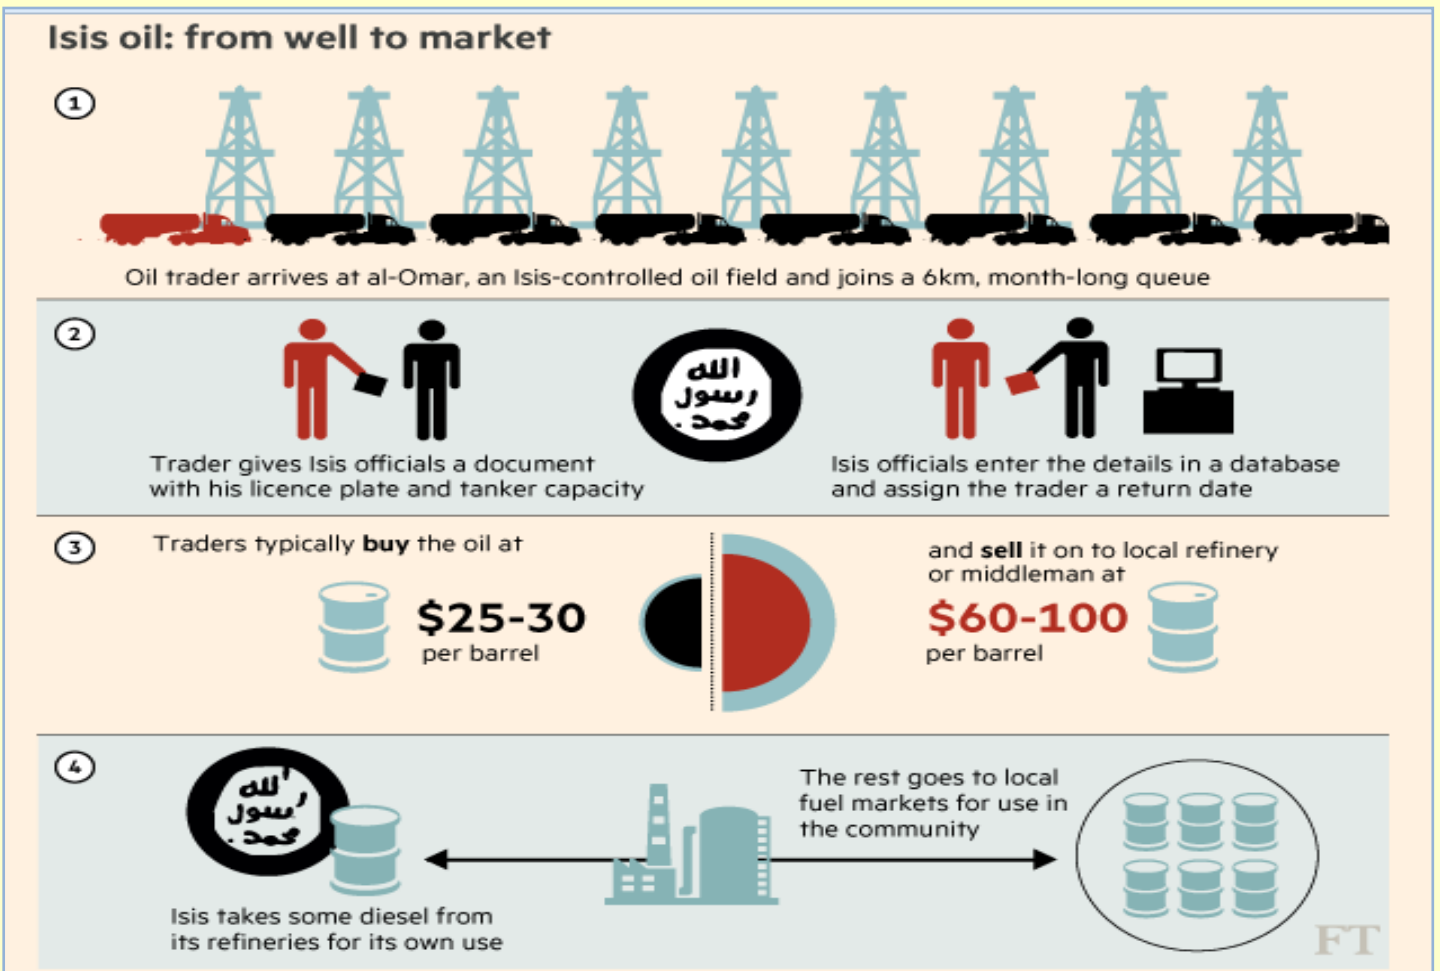 Isis oil: from well to market
1
Oil trader arrives at al-Omar, an Isis-controlled oil field and joins a 6km, month-long queue
2
الله
رسول
محمد
Trader gives Isis officials a document
with his licence plate and tanker capacity
Isis officials enter the details in a database
and assign the trader a return date
3
Traders typically buy the oil at
$25-30
per barrel
and sell it on to local refinery
or middleman at
$60-100
per barrel
4
الله
رسول
محمد
Isis takes some diesel from
its refineries for its own use
The rest goes to local
fuel markets for use in
the community
FT